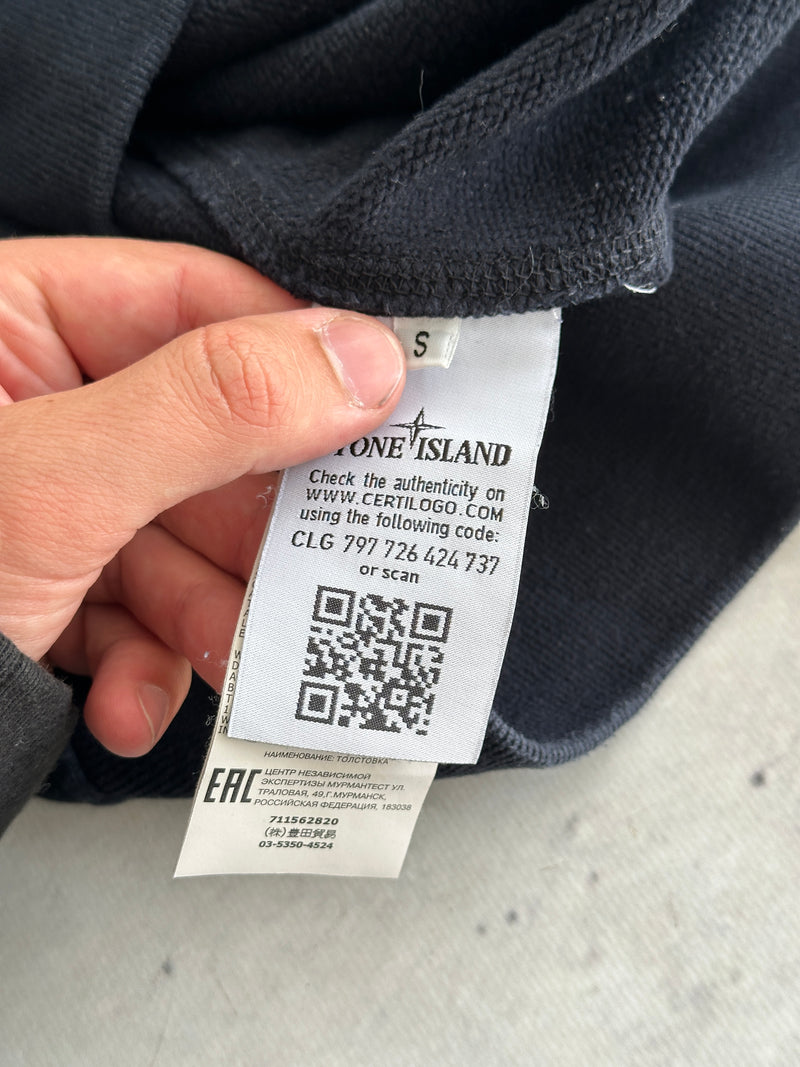 S
TONE ISLAND
Check the authenticity on
WWW.CERTILOGO.COM
using the following code:
CLG 797 726 424 737
or scan
НАИМЕНОВАНИЕ: ТОЛСТОВКА
EAC
ЦЕНТР НЕЗАВИСИМОЙ
ЭКСПЕРТИЗЫ МУРМАНТЕСТ УЛ.
ТРАЛОВАЯ, 49,Г.МУРМАНСК,
РОССИЙСКАЯ ФЕДЕРАЦИЯ, 183038
711562820
(株)豊田貿易
03-5350-4524